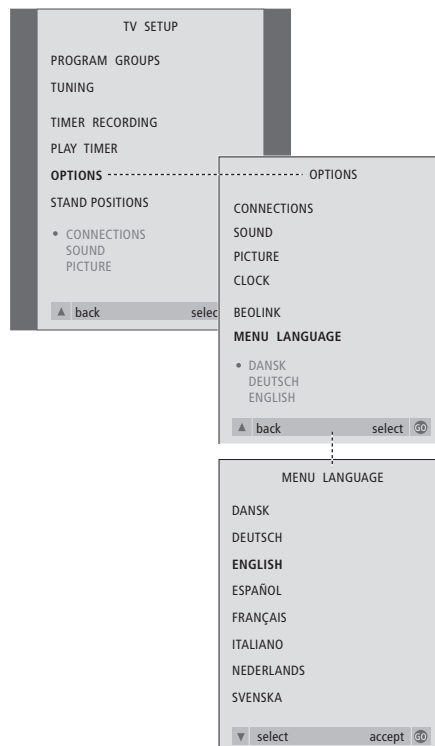 TV SETUP
PROGRAM GROUPS
TUNING
TIMER RECORDING
PLAY TIMER
OPTIONS
STAND POSITIONS
• CONNECTIONS
SOUND
PICTURE
▲ back selec
OPTIONS
CONNECTIONS
SOUND
PICTURE
CLOCK
BEOLINK
MENU LANGUAGE
• DANSK
DEUTSCH
ENGLISH
▲ back select GO
MENU LANGUAGE
DANSK
DEUTSCH
ENGLISH
ESPAÑOL
FRANÇAIS
ITALIANO
NEDERLANDS
SVENSKA
▼ select accept GO